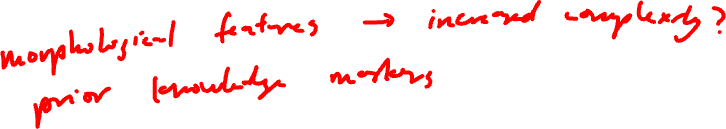 morphological features → increased complexity?
prior knowledge markers